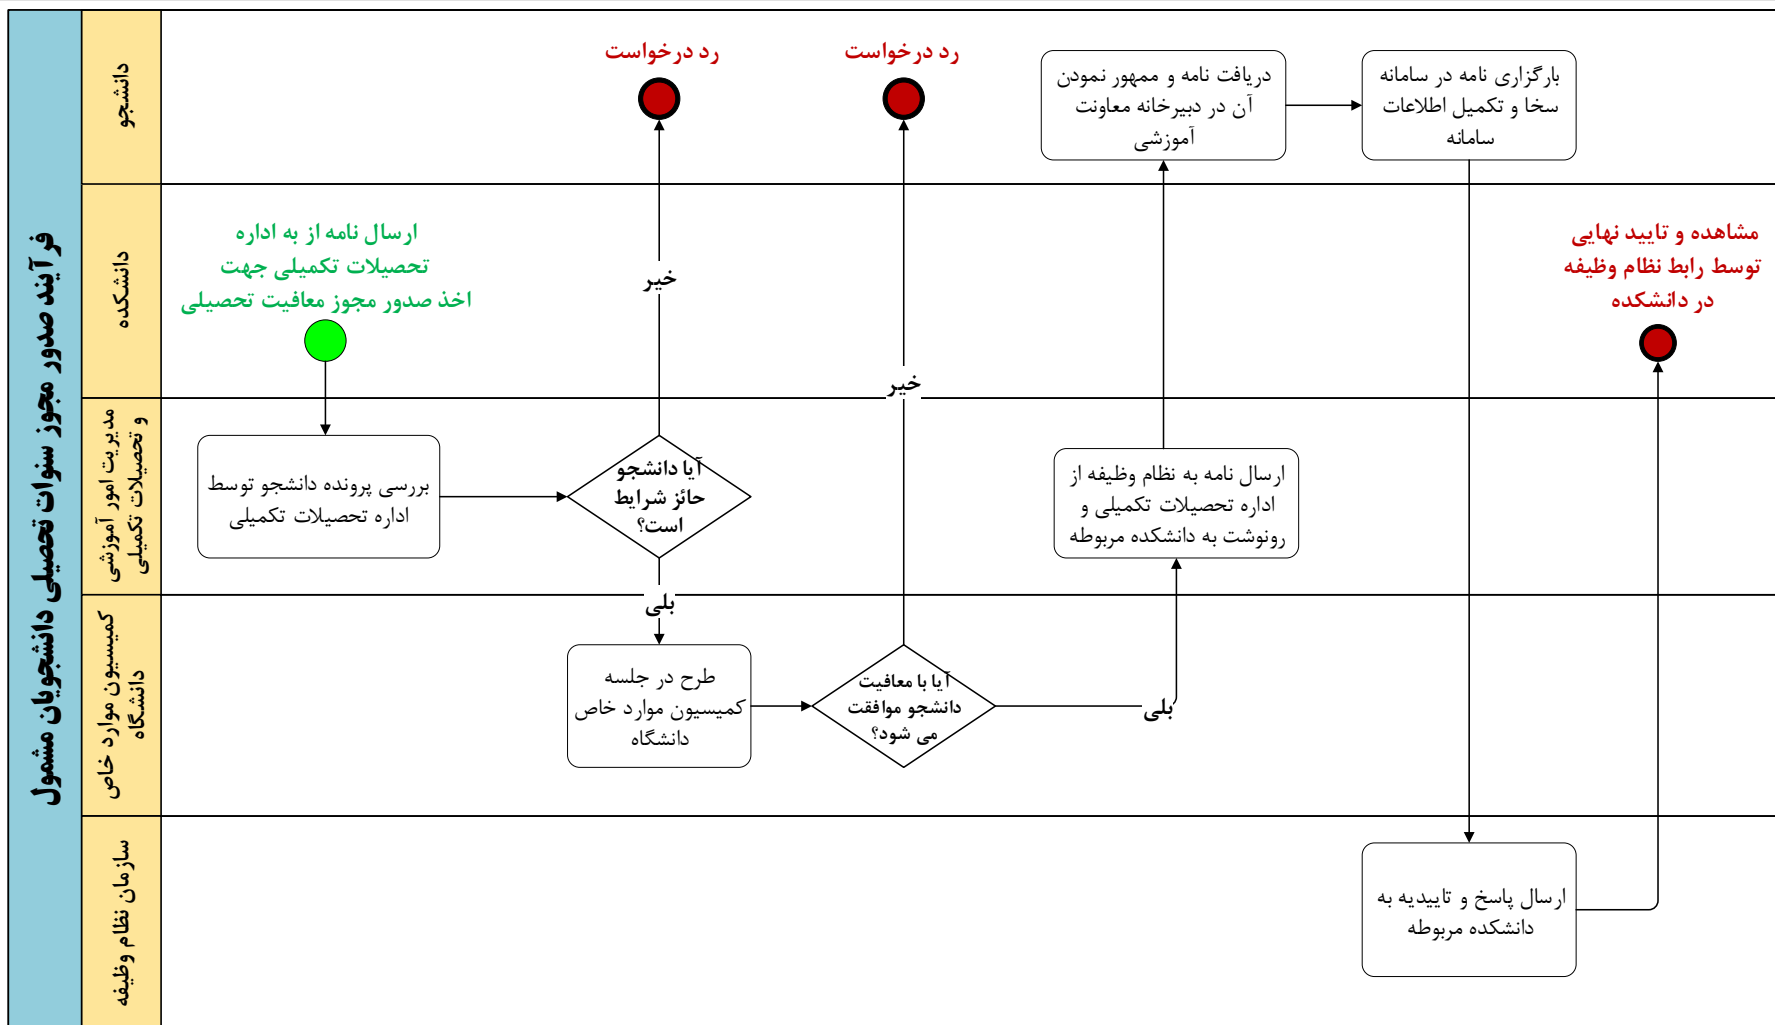 فرآیند صدور مجوز سنوات تحصیلی دانشجویان مشمول
دانشجو
رد درخواست
رد درخواست
دریافت نامه و ممهور نمودن
آن در دبیرخانه معاونت
آموزشی
بارگزاری نامه در سامانه
سخا و تکمیل اطلاعات
سامانه
دانشکده
ارسال نامه از به اداره
تحصیلات تکمیلی جهت
اخذ صدور مجوز معافیت تحصیلی
خیر
خیر
مشاهده و تایید نهایی
توسط رابط نظام وظیفه
در دانشکده
مدیریت امور آموزشی
و تحصیلات تکمیلی
بررسی پرونده دانشجو توسط
اداره تحصیلات تکمیلی
آیا دانشجو
حائز شرایط
است؟
بلی
ارسال نامه به نظام وظیفه از
اداره تحصیلات تکمیلی و
رونوشت به دانشکده مربوطه
کمیسیون موارد خاص
دانشگاه
طرح در جلسه
کمیسیون موارد خاص
دانشگاه
آیا با معافیت
دانشجو موافقت
می شود؟
بلی
سازمان نظام وظیفه
ارسال پاسخ و تاییدیه به
دانشکده مربوطه